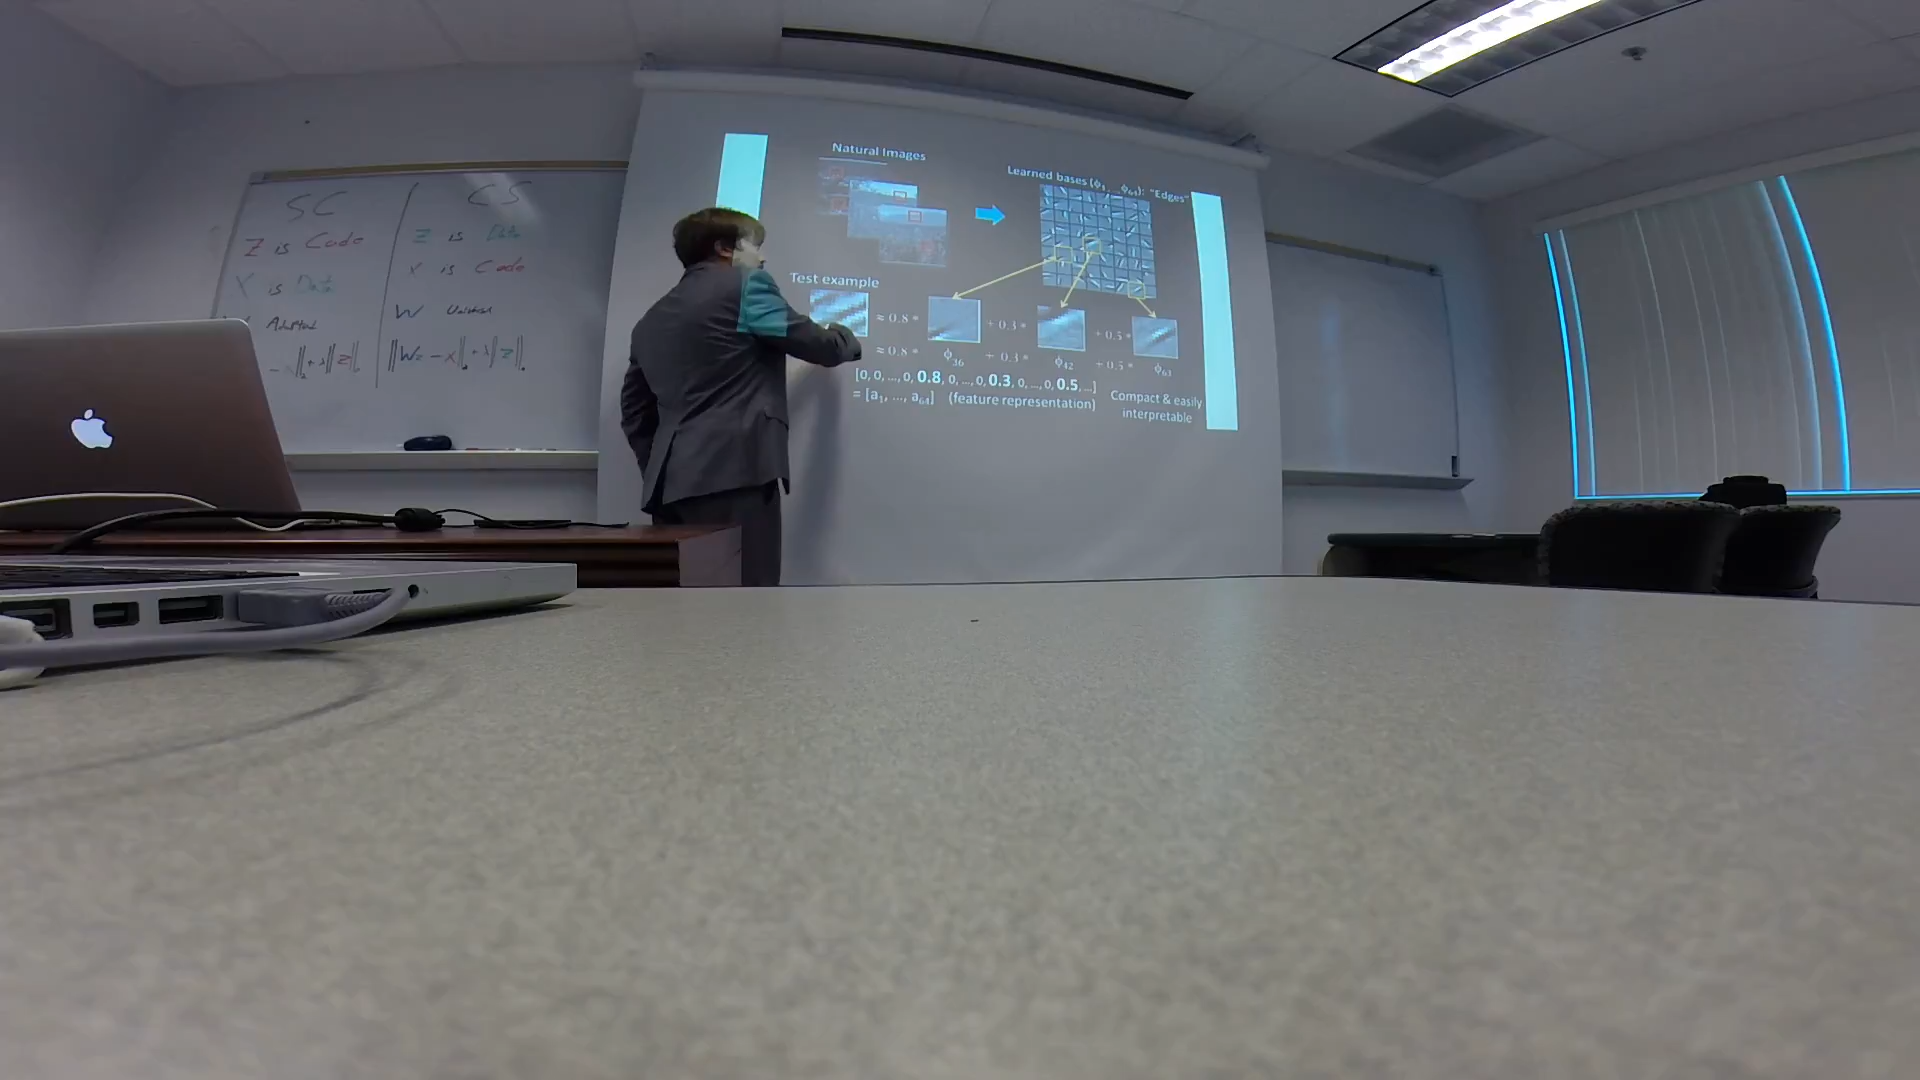 SC
CS
Z is Code
Z is Data
X is Data
X is Code
Adapted
W
‖Wz - X‖ + λ‖Z‖
Natural Images
Learned bases (ϕ1 ... ϕ64): "Edges"
Test example
≈ 0.8 * + 0.3 * + 0.5 *
≈ 0.8 * ϕ36 + 0.3 * ϕ42 + 0.5 * ϕ63
[0, 0, ..., 0, 0.8, 0, ..., 0, 0.3, 0, ..., 0, 0.5, ...]
= [a1, ..., a64] (feature representation)
Compact & easily
interpretable